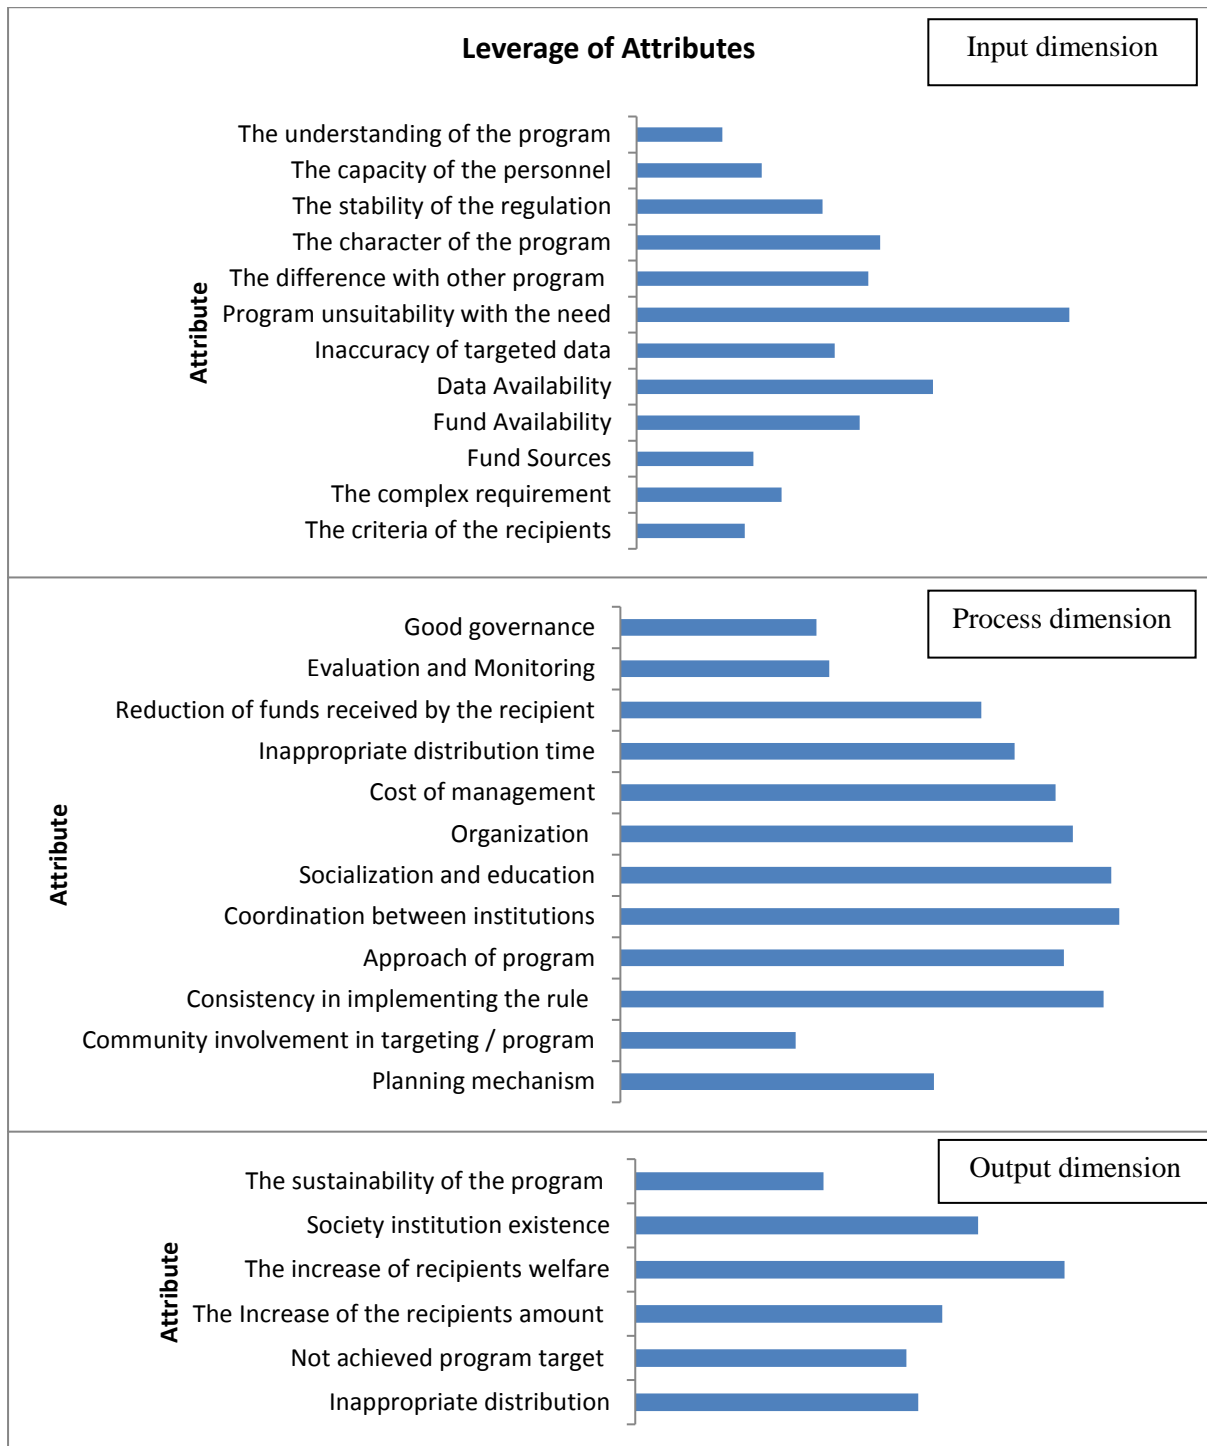 Leverage of Attributes
Input dimension
Attribute
The understanding of the program
The capacity of the personnel
The stability of the regulation
The character of the program
The difference with other program
Program unsuitability with the need
Inaccuracy of targeted data
Data Availability
Fund Availability
Fund Sources
The complex requirement
The criteria of the recipients
Process dimension
Attribute
Good governance
Evaluation and Monitoring
Reduction of funds received by the recipient
Inappropriate distribution time
Cost of management
Organization
Socialization and education
Coordination between institutions
Approach of program
Consistency in implementing the rule
Community involvement in targeting / program
Planning mechanism
Output dimension
Attribute
The sustainability of the program
Society institution existence
The increase of recipients welfare
The Increase of the recipients amount
Not achieved program target
Inappropriate distribution